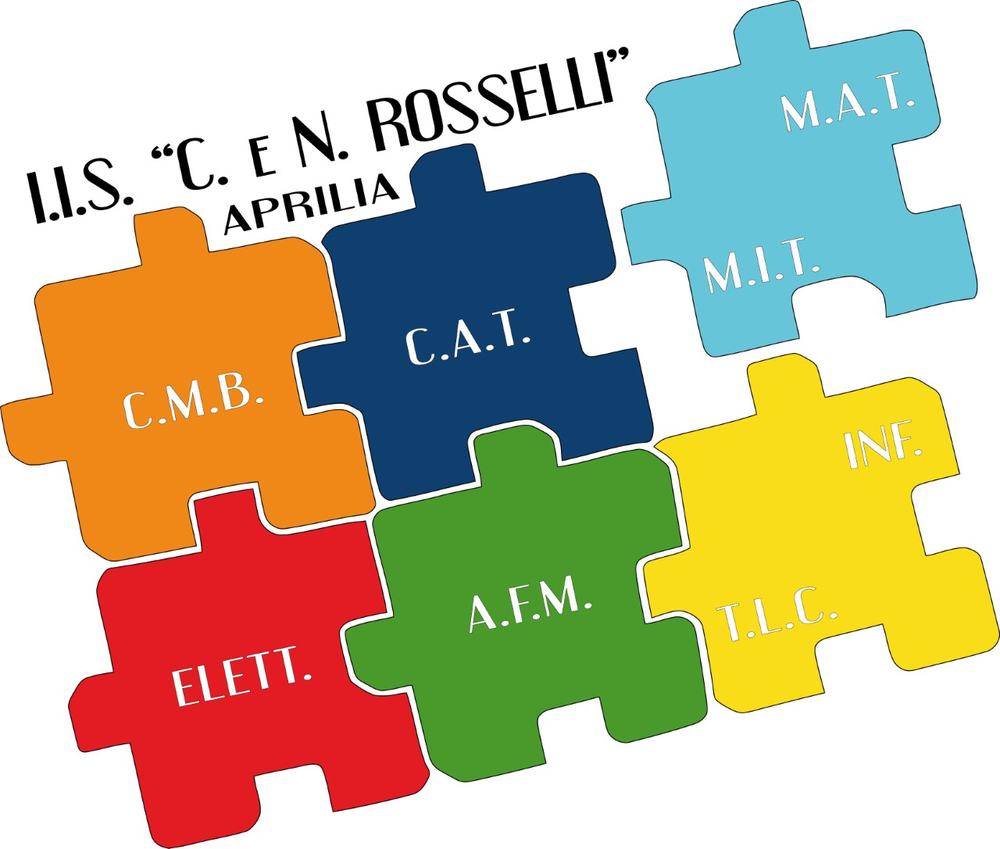 I.I.S. “C. E N. ROSSELLI”
APRILIA
M.A.T.
M.I.T.
C.A.T.
C.M.B.
INF.
T.L.C.
A.F.M.
ELETT.